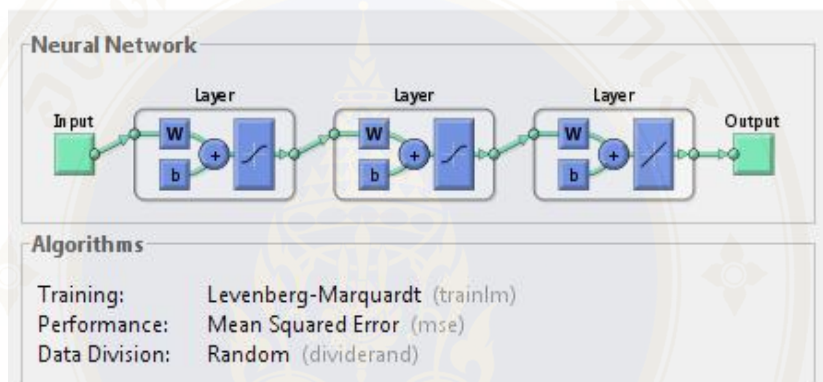 Neural Network
Layer Layer Layer
Input Output
W W W
+ + +
b b b
Algorithms
Training: Levenberg-Marquardt (trainlm)
Performance: Mean Squared Error (mse)
Data Division: Random (dividerand)